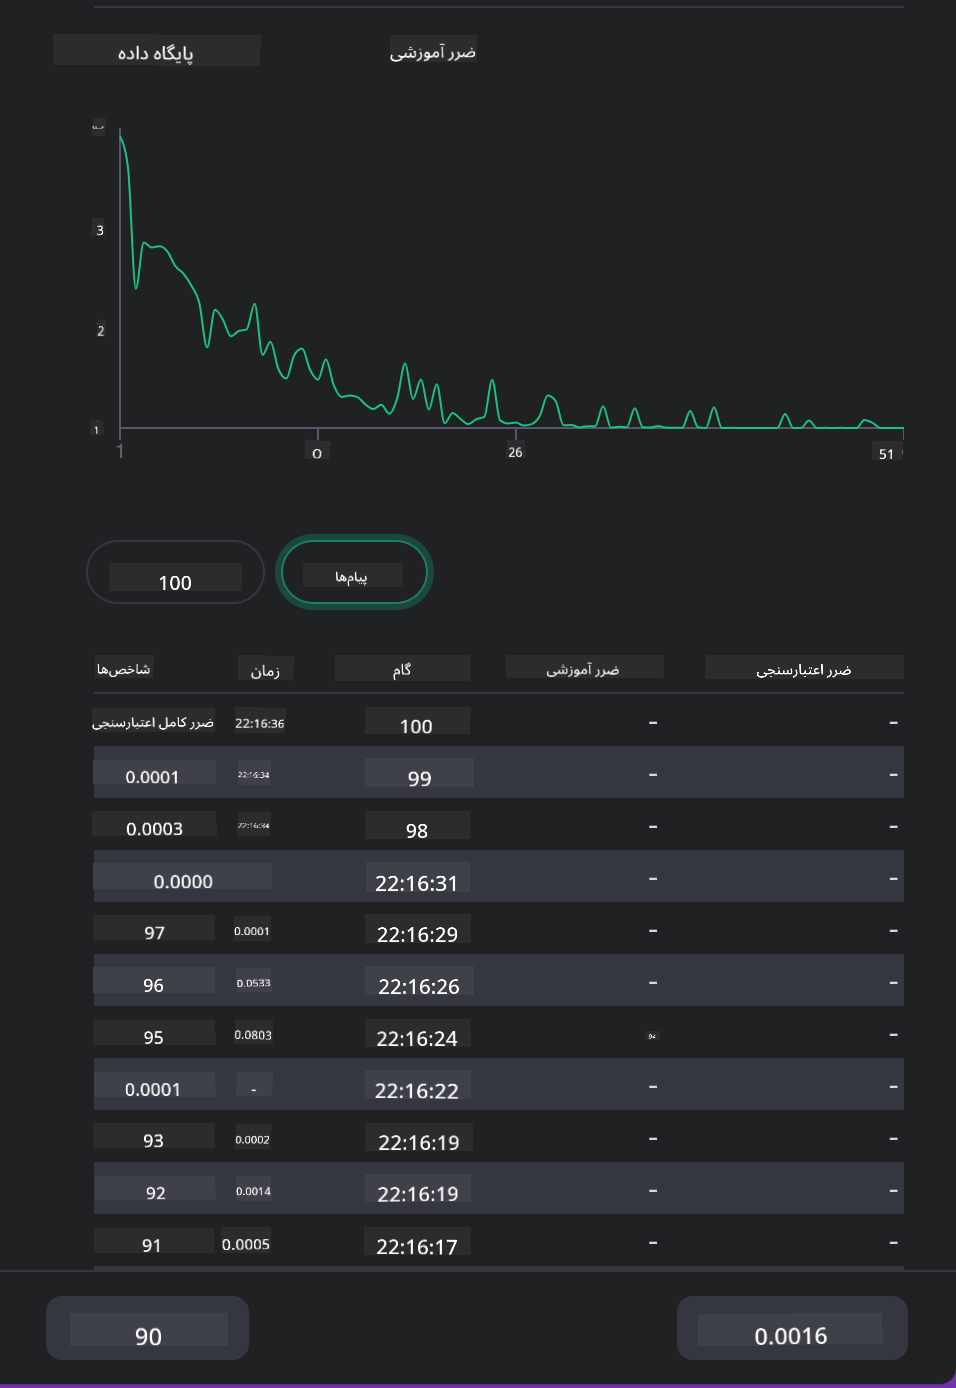 پایگاه داده ضرر آموزشی
3
2
1
1 O 26 51
100 پیام‌ها
شاخص‌ها زمان گام ضرر آموزشی ضرر اعتبارسنجی
ضرر کامل اعتبارسنجی 22:16:36 100 – –
0.0001 22:16:34 99 – –
0.0003 22:16:34 98 – –
0.0000 22:16:31 – –
97 0.0001 22:16:29 – –
96 0.0533 22:16:26 – –
95 0.0803 22:16:24 94 –
0.0001 - 22:16:22 – –
93 0.0002 22:16:19 – –
92 0.0014 22:16:19 – –
91 0.0005 22:16:17 – –
90 0.0016